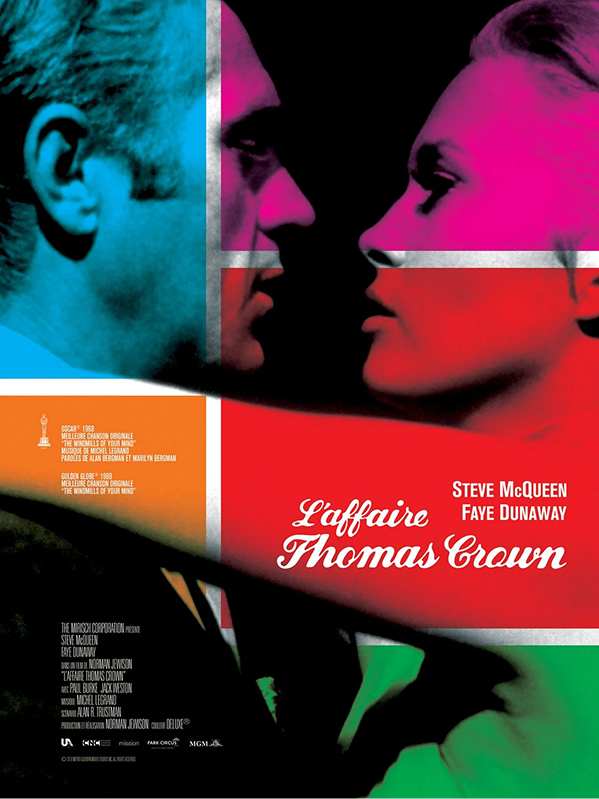 OSCAR® 1968
MEILLEURE CHANSON ORIGINALE
"THE WINDMILLS OF YOUR MIND"
MUSIQUE DE MICHEL LEGRAND
PAROLES DE ALAN BERGMAN ET MARILYN BERGMAN
GOLDEN GLOBE® 1969
MEILLEURE CHANSON ORIGINALE
"THE WINDMILLS OF YOUR MIND"
STEVE McQUEEN
FAYE DUNAWAY
L'affaire
Thomas Crown
THE MIRISCH CORPORATION PRÉSENTE
STEVE McQUEEN
FAYE DUNAWAY
DANS UN FILM DE NORMAN JEWISON
"L'AFFAIRE THOMAS CROWN"
AVEC PAUL BURKE JACK WESTON
MUSIQUE MICHEL LEGRAND
SCÉNARIO ALAN R. TRUSTMAN
PRODUCTION ET RÉALISATION NORMAN JEWISON COULEUR DELUXE®
UA CNC mission PARK CIRCUS MGM